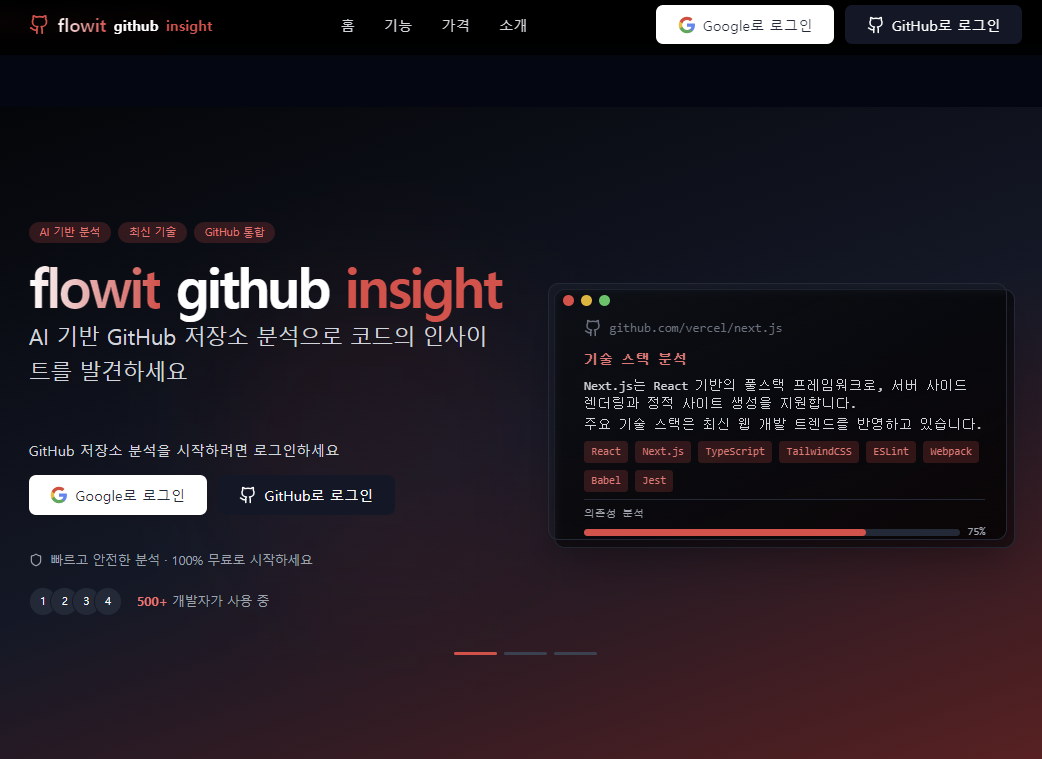 flowit github insight
홈 기능 가격 소개
Google로 로그인
GitHub로 로그인
AI 기반 분석 최신 기술 GitHub 통합
flowit github insight
AI 기반 GitHub 저장소 분석으로 코드의 인사이
트를 발견하세요
GitHub 저장소 분석을 시작하려면 로그인하세요
Google로 로그인
GitHub로 로그인
빠르고 안전한 분석 · 100% 무료로 시작하세요
1 2 3 4 500+ 개발자가 사용 중
github.com/vercel/next.js
기술 스택 분석
Next.js는 React 기반의 풀스택 프레임워크로, 서버 사이드
렌더링과 정적 사이트 생성을 지원합니다.
주요 기술 스택은 최신 웹 개발 트렌드를 반영하고 있습니다.
React Next.js TypeScript TailwindCSS ESLint Webpack
Babel Jest
의존성 분석
75%